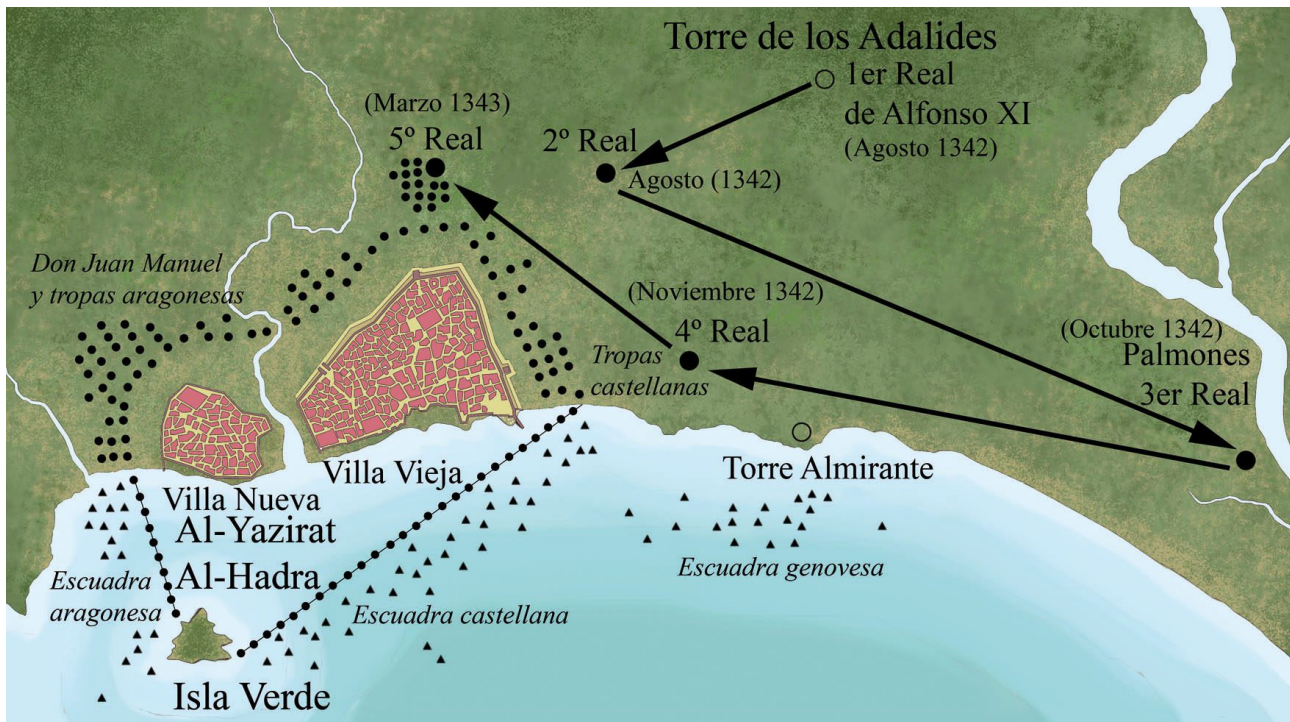 Torre de los Adalides
1er Real
de Alfonso XI
(Agosto 1342)
(Marzo 1343)
5º Real
2º Real
Agosto (1342)
Don Juan Manuel
y tropas aragonesas
(Noviembre 1342)
4º Real
Tropas
castellanas
(Octubre 1342)
Palmones
3er Real
Villa Vieja
Torre Almirante
Villa Nueva
Al-Yazirat
Al-Hadra
Escuadra
aragonesa
Escuadra genovesa
Escuadra castellana
Isla Verde